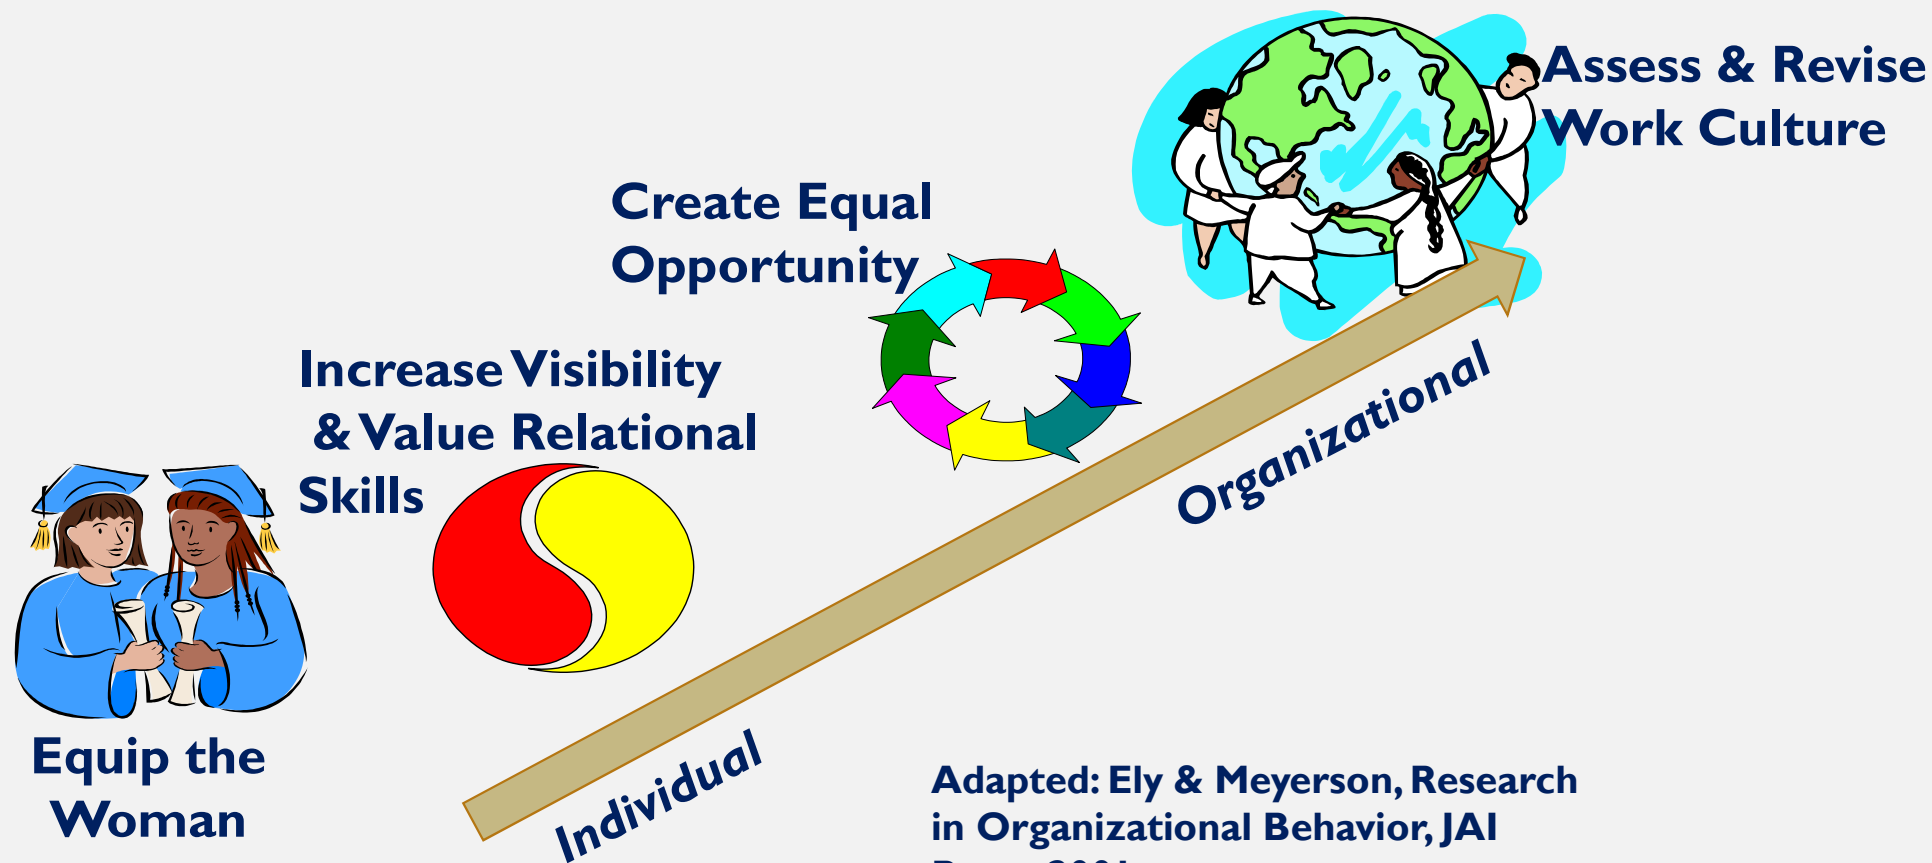 Assess & Revise
Work Culture
Create Equal
Opportunity
Increase Visibility
& Value Relational
Skills
Equip the
Woman
Organizational
Individual
Adapted: Ely & Meyerson, Research
in Organizational Behavior, JAI